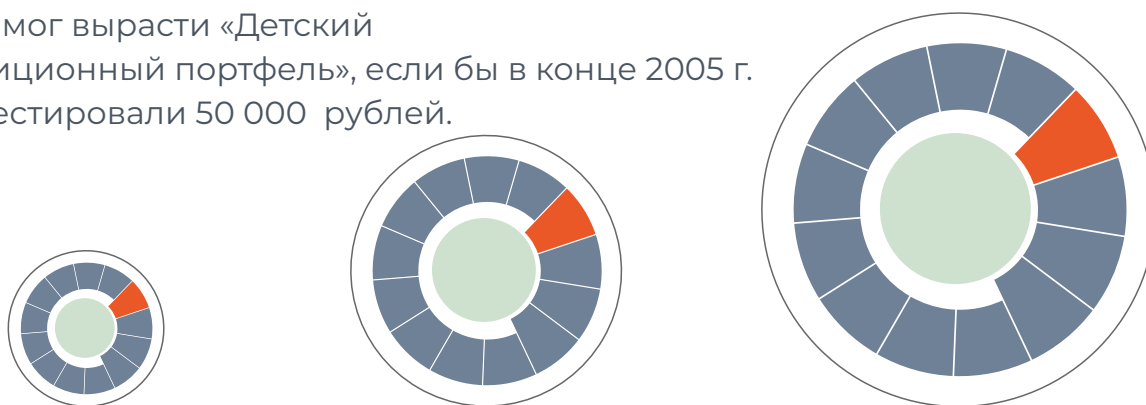 мог вырасти «Детский
иционный портфель», если бы в конце 2005 г.
естировали 50 000 рублей.